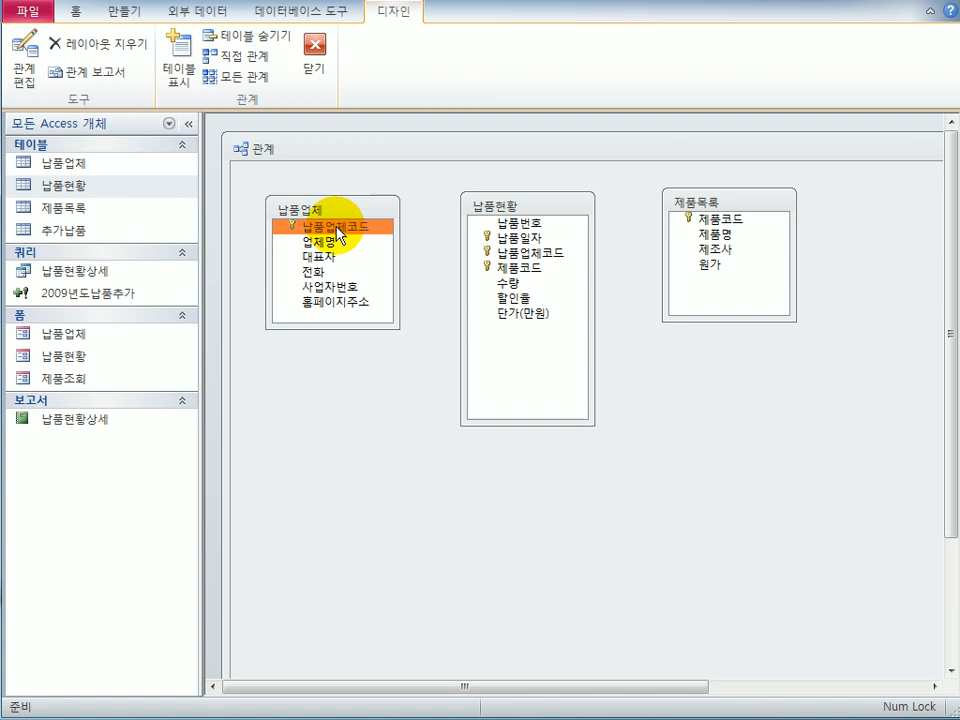 파일 홈 만들기 외부 데이터 데이터베이스 도구 디자인
관계
편집
레이아웃 지우기
관계 보고서
도구
테이블
표시
테이블 숨기기
직접 관계
모든 관계
닫기
관계
모든 Access 개체
테이블
납품업체
납품현황
제품목록
추가납품
쿼리
납품현황상세
2009년도납품추가
폼
납품업체
납품현황
제품조회
보고서
납품현황상세
관계
납품업체
납품업체코드
업체명
대표자
전화
사업자번호
홈페이지주소
납품현황
납품번호
납품일자
납품업체코드
제품코드
수량
할인율
단가(만원)
제품목록
제품코드
제품명
제조사
원가
준비
Num Lock